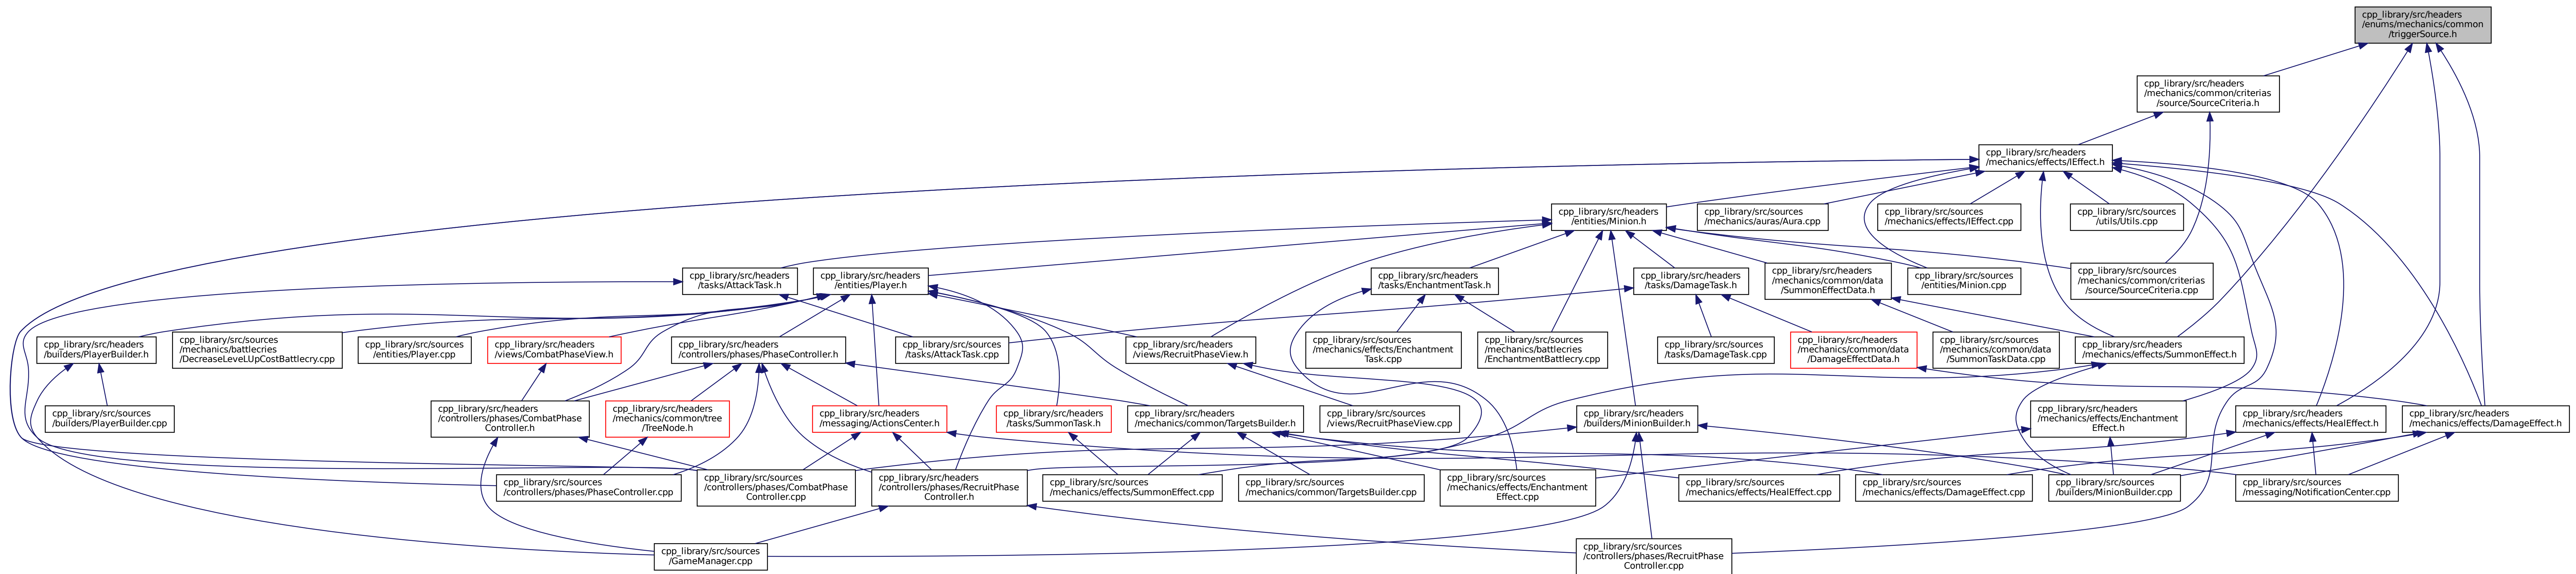 cpp_library/src/headers
/enums/mechanics/common
/triggerSource.h
cpp_library/src/headers
/mechanics/common/criterias
/source/SourceCriteria.h
cpp_library/src/headers
/mechanics/effects/IEffect.h
cpp_library/src/headers
/entities/Minion.h
cpp_library/src/sources
/mechanics/auras/Aura.cpp
cpp_library/src/sources
/mechanics/effects/IEffect.cpp
cpp_library/src/sources
/utils/Utils.cpp
cpp_library/src/headers
/tasks/AttackTask.h
cpp_library/src/headers
/entities/Player.h
cpp_library/src/headers
/tasks/EnchantmentTask.h
cpp_library/src/headers
/tasks/DamageTask.h
cpp_library/src/headers
/mechanics/common/data
/SummonEffectData.h
cpp_library/src/sources
/entities/Minion.cpp
cpp_library/src/sources
/mechanics/common/criterias
/source/SourceCriteria.cpp
cpp_library/src/headers
/builders/PlayerBuilder.h
cpp_library/src/sources
/mechanics/battlecries
/DecreaseLeveLUpCostBattlecry.cpp
cpp_library/src/sources
/entities/Player.cpp
cpp_library/src/headers
/views/CombatPhaseView.h
cpp_library/src/headers
/controllers/phases/PhaseController.h
cpp_library/src/sources
/tasks/AttackTask.cpp
cpp_library/src/headers
/views/RecruitPhaseView.h
cpp_library/src/sources
/mechanics/effects/Enchantment
Task.cpp
cpp_library/src/sources
/mechanics/battlecries
/EnchantmentBattlecry.cpp
cpp_library/src/sources
/tasks/DamageTask.cpp
cpp_library/src/headers
/mechanics/common/data
/DamageEffectData.h
cpp_library/src/sources
/mechanics/common/data
/SummonTaskData.cpp
cpp_library/src/headers
/mechanics/effects/SummonEffect.h
cpp_library/src/sources
/builders/PlayerBuilder.cpp
cpp_library/src/headers
/controllers/phases/CombatPhase
Controller.h
cpp_library/src/headers
/mechanics/common/tree
/TreeNode.h
cpp_library/src/headers
/messaging/ActionsCenter.h
cpp_library/src/headers
/tasks/SummonTask.h
cpp_library/src/headers
/mechanics/common/TargetsBuilder.h
cpp_library/src/sources
/views/RecruitPhaseView.cpp
cpp_library/src/headers
/builders/MinionBuilder.h
cpp_library/src/headers
/mechanics/effects/Enchantment
Effect.h
cpp_library/src/headers
/mechanics/effects/HealEffect.h
cpp_library/src/headers
/mechanics/effects/DamageEffect.h
cpp_library/src/sources
/controllers/phases/PhaseController.cpp
cpp_library/src/sources
/controllers/phases/CombatPhase
Controller.cpp
cpp_library/src/headers
/controllers/phases/RecruitPhase
Controller.h
cpp_library/src/sources
/mechanics/effects/SummonEffect.cpp
cpp_library/src/sources
/mechanics/common/TargetsBuilder.cpp
cpp_library/src/sources
/mechanics/effects/Enchantment
Effect.cpp
cpp_library/src/sources
/mechanics/effects/HealEffect.cpp
cpp_library/src/sources
/mechanics/effects/DamageEffect.cpp
cpp_library/src/sources
/builders/MinionBuilder.cpp
cpp_library/src/sources
/messaging/NotificationCenter.cpp
cpp_library/src/sources
/GameManager.cpp
cpp_library/src/sources
/controllers/phases/RecruitPhase
Controller.cpp